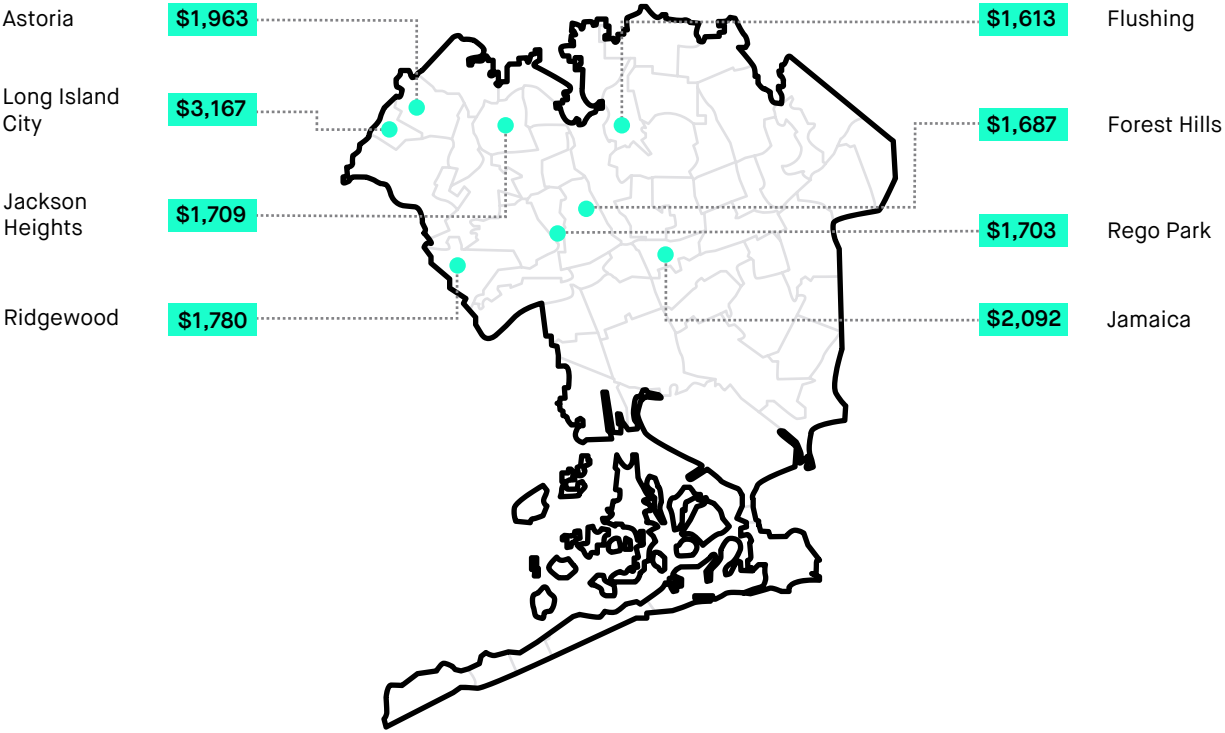 Astoria
$1,963
Long Island
City
$3,167
Jackson
Heights
$1,709
Ridgewood
$1,780
$1,613
Flushing
$1,687
Forest Hills
$1,703
Rego Park
$2,092
Jamaica